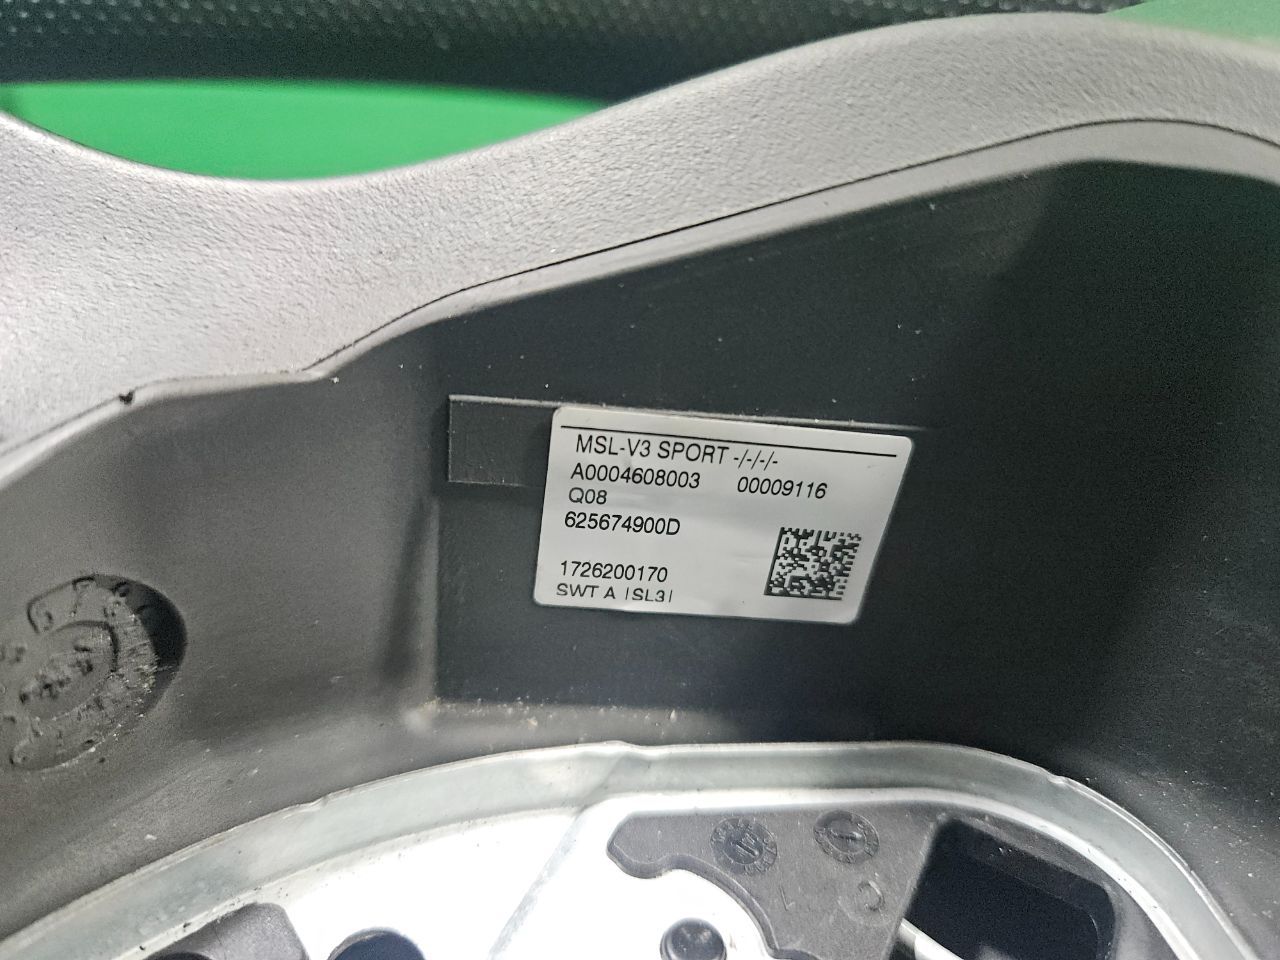 MSL-V3 SPORT -/-/-/-
A0004608003 00009116
Q08
625674900D
1726200170
SWT A |SL3|